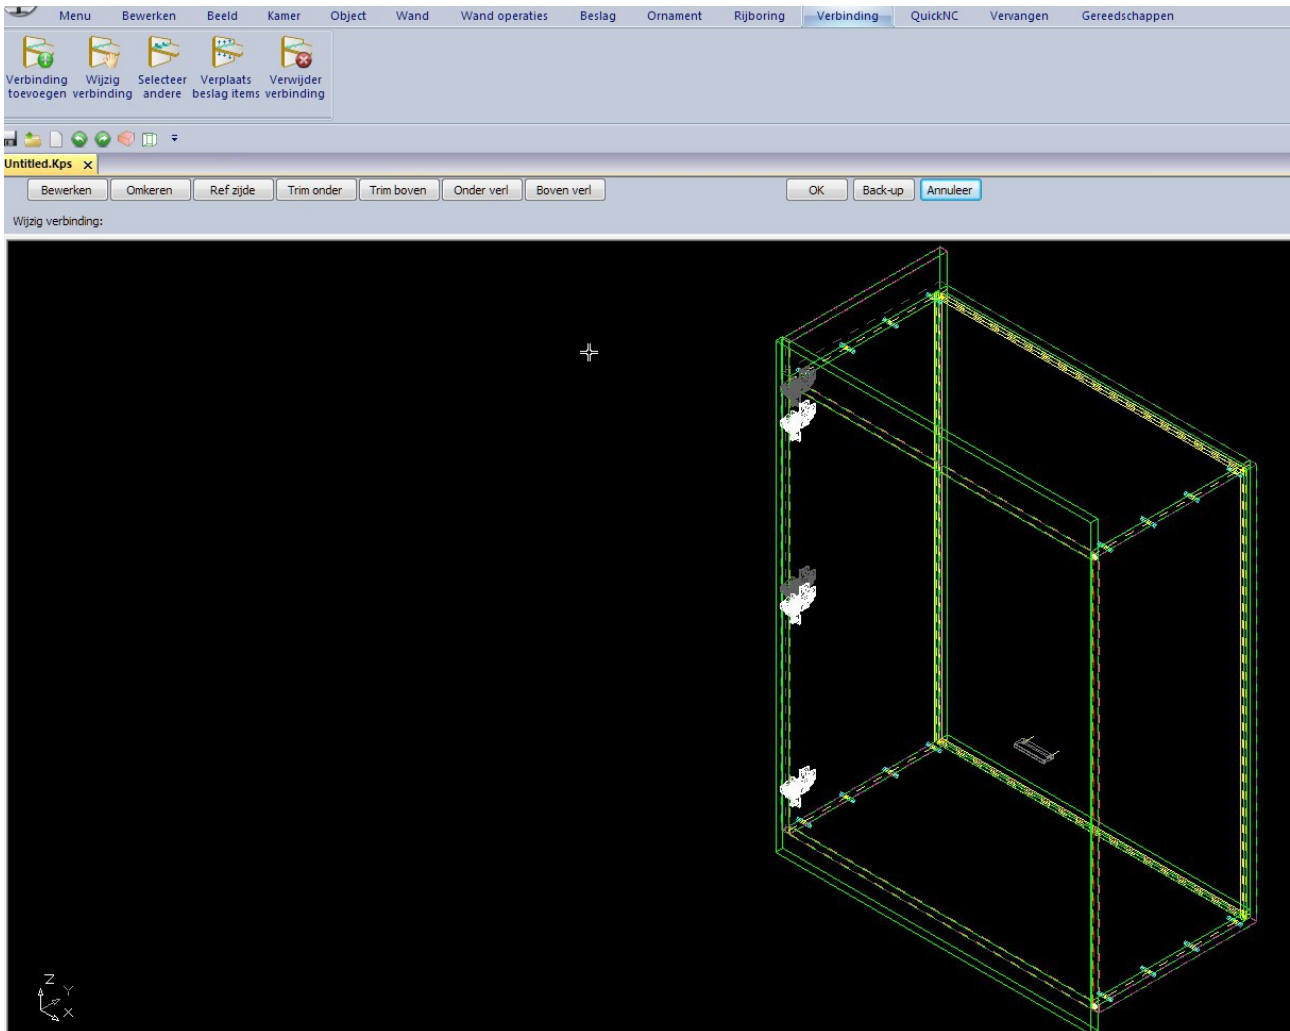 Menu Bewerken Beeld Kamer Object Wand Wand operaties Beslag Ornament Rijboring Verbinding QuickNC Vervangen Gereedschappen
Verbinding Wijzig Selecteer Verplaats Verwijder
toevoegen verbinding andere beslag items verbinding
Untitled.Kps x
Bewerken Omkeren Ref zijde Trim onder Trim boven Onder verl Boven verl OK Back-up Annuleer
Wijzig verbinding:
Z
Y
X